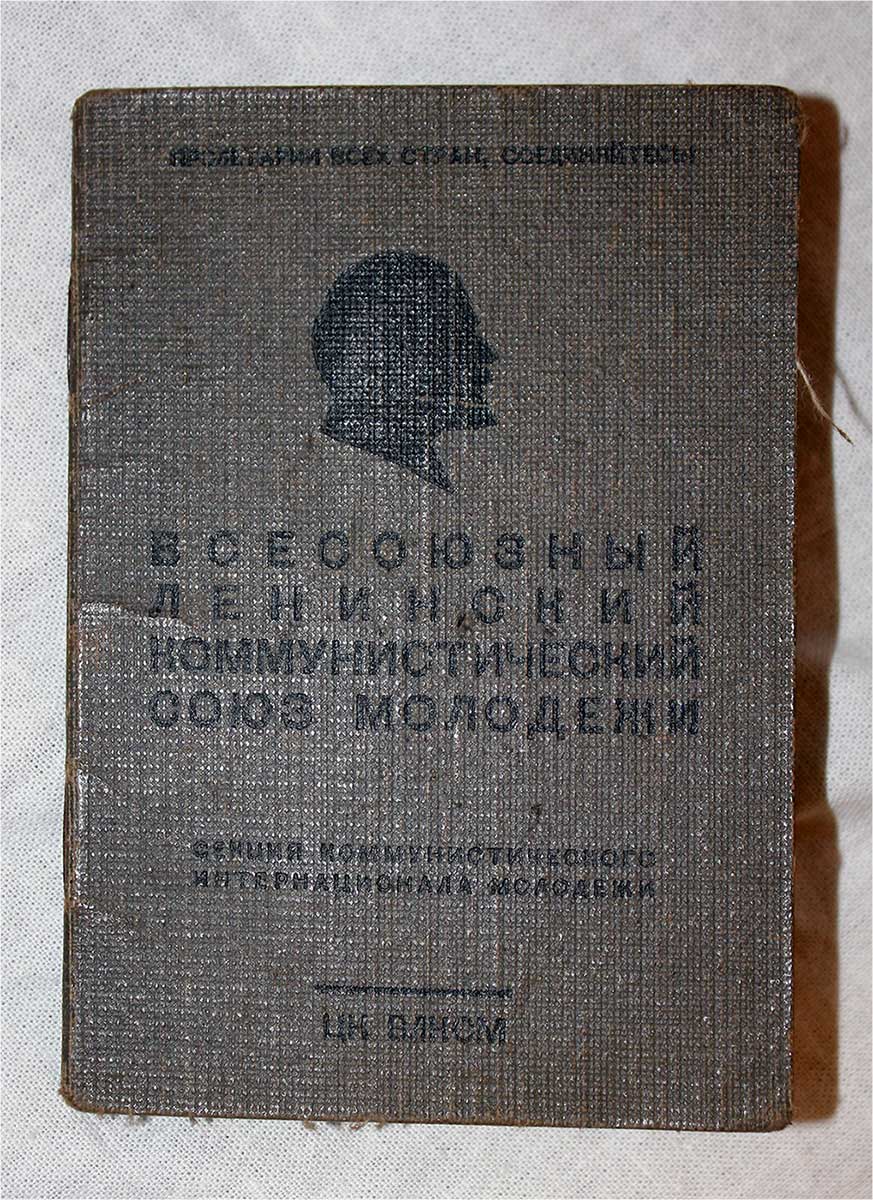 ПРОЛЕТАРИИ ВСЕХ СТРАН, СОЕДИНЯЙТЕСЬ!
ВСЕСОЮЗНЫЙ
ЛЕНИНСКИЙ
КОММУНИСТИЧЕСКИЙ
СОЮЗ МОЛОДЕЖИ
СЕКЦИЯ КОММУНИСТИЧЕСКОГО
ИНТЕРНАЦИОНАЛА МОЛОДЕЖИ
ЦК ВЛКСМ